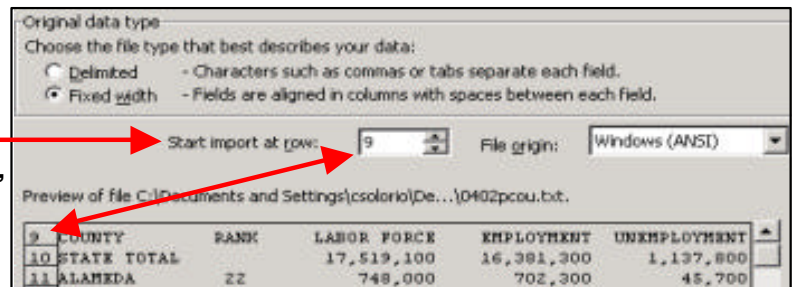 Original data type
Choose the file type that best describes your data:
Delimited - Characters such as commas or tabs separate each field.
Fixed width - Fields are aligned in columns with spaces between each field.
, Start import at row: 9 File origin: Windows (ANSI)
Preview of file C:\Documents and Settings\csolorio\De...\0402pcou.txt.
9 COUNTY RANK LABOR FORCE EMPLOYMENT UNEMPLOYMENT
10 STATE TOTAL 17,519,100 16,381,300 1,137,800
11 ALAMEDA 22 748,000 702,300 45,700